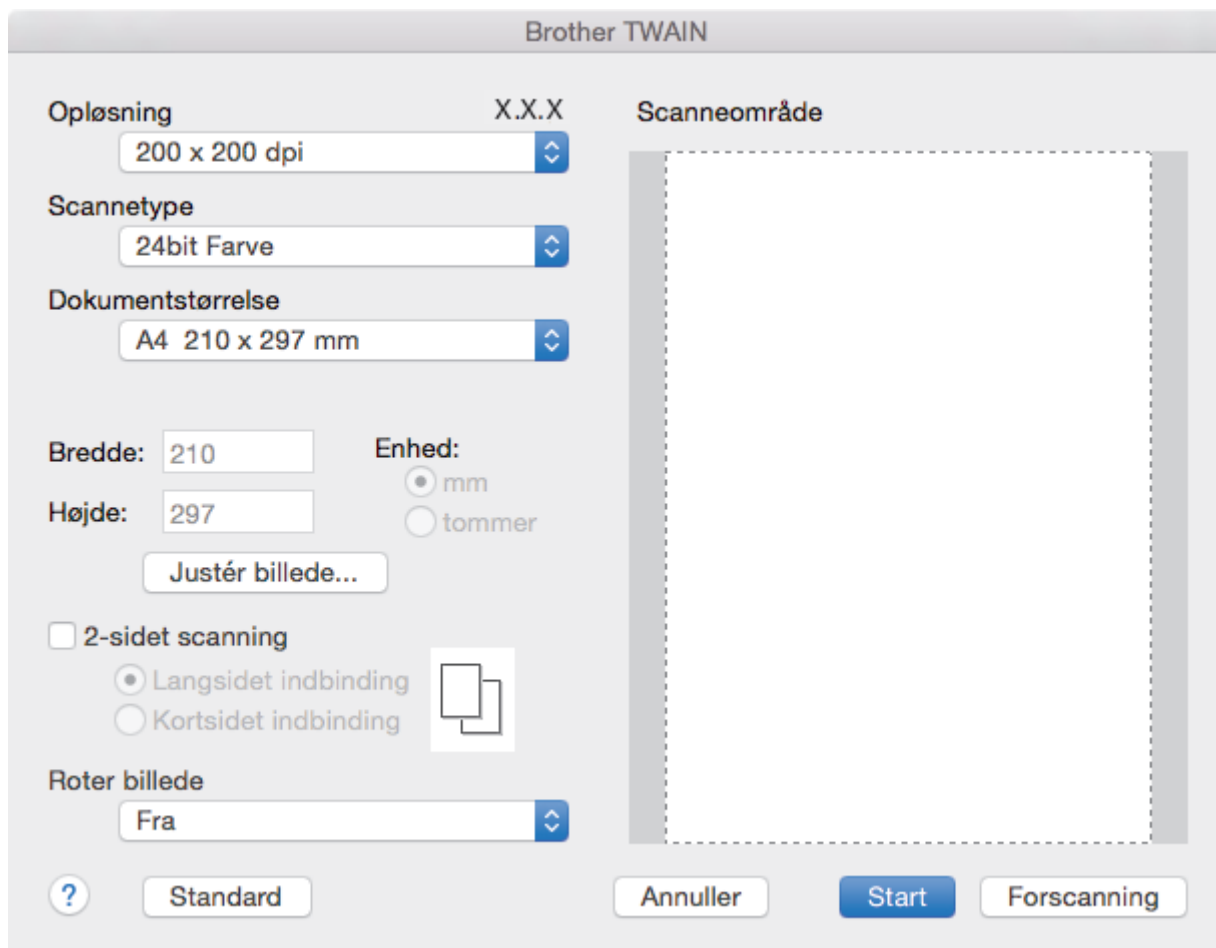 Brother TWAIN
Opløsning X.X.X
200 x 200 dpi
Scannetype
24bit Farve
Dokumentstørrelse
A4 210 x 297 mm
Bredde: 210
Højde: 297
Enhed:
mm
tommer
Justér billede...
2-sidet scanning
Langsidet indbinding
Kortsidet indbinding
Roter billede
Fra
? Standard
Scanneområde
Annuller Start Forscanning